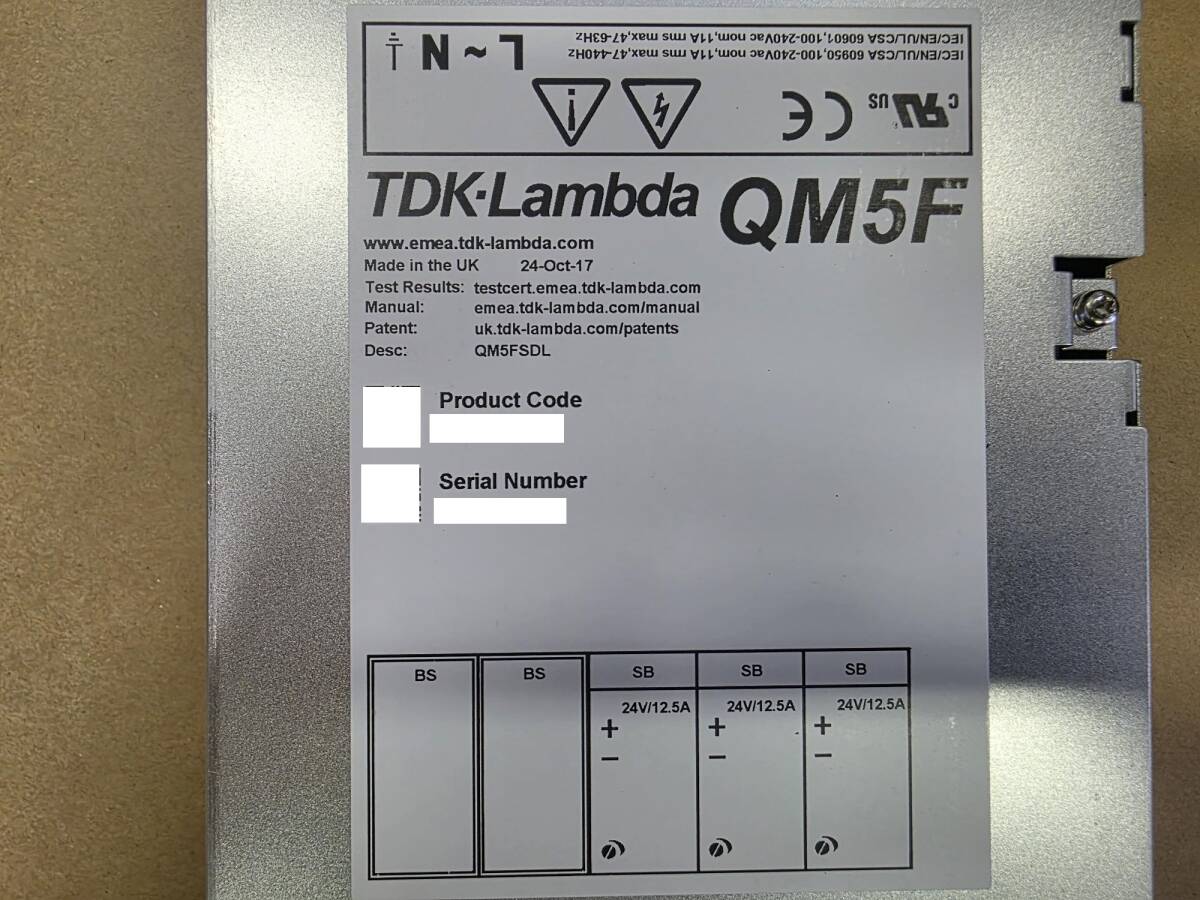 IEC/EN/UL/CSA 60950,100-240Vac nom,11A rms max,47-440Hz
IEC/EN/UL/CSA 60601,100-240Vac nom,11A rms max,47-63Hz
L ~ N
C UR US CE
TDK·Lambda QM5F
www.emea.tdk-lambda.com
Made in the UK 24-Oct-17
Test Results: testcert.emea.tdk-lambda.com
Manual: emea.tdk-lambda.com/manual
Patent: uk.tdk-lambda.com/patents
Desc: QM5FSDL
Product Code
Serial Number
BS BS SB SB SB
24V/12.5A 24V/12.5A 24V/12.5A
+ + +
− − −